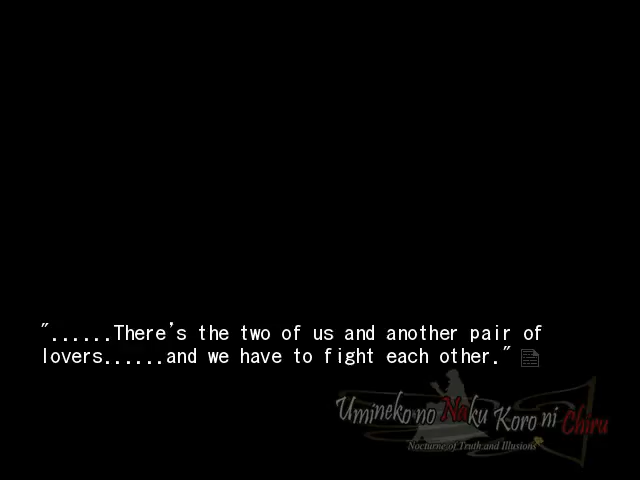 "......There's the two of us and another pair of
lovers......and we have to fight each other."
Umineko no Naku Koro ni Chiru
Nocturne of Truth and Illusions